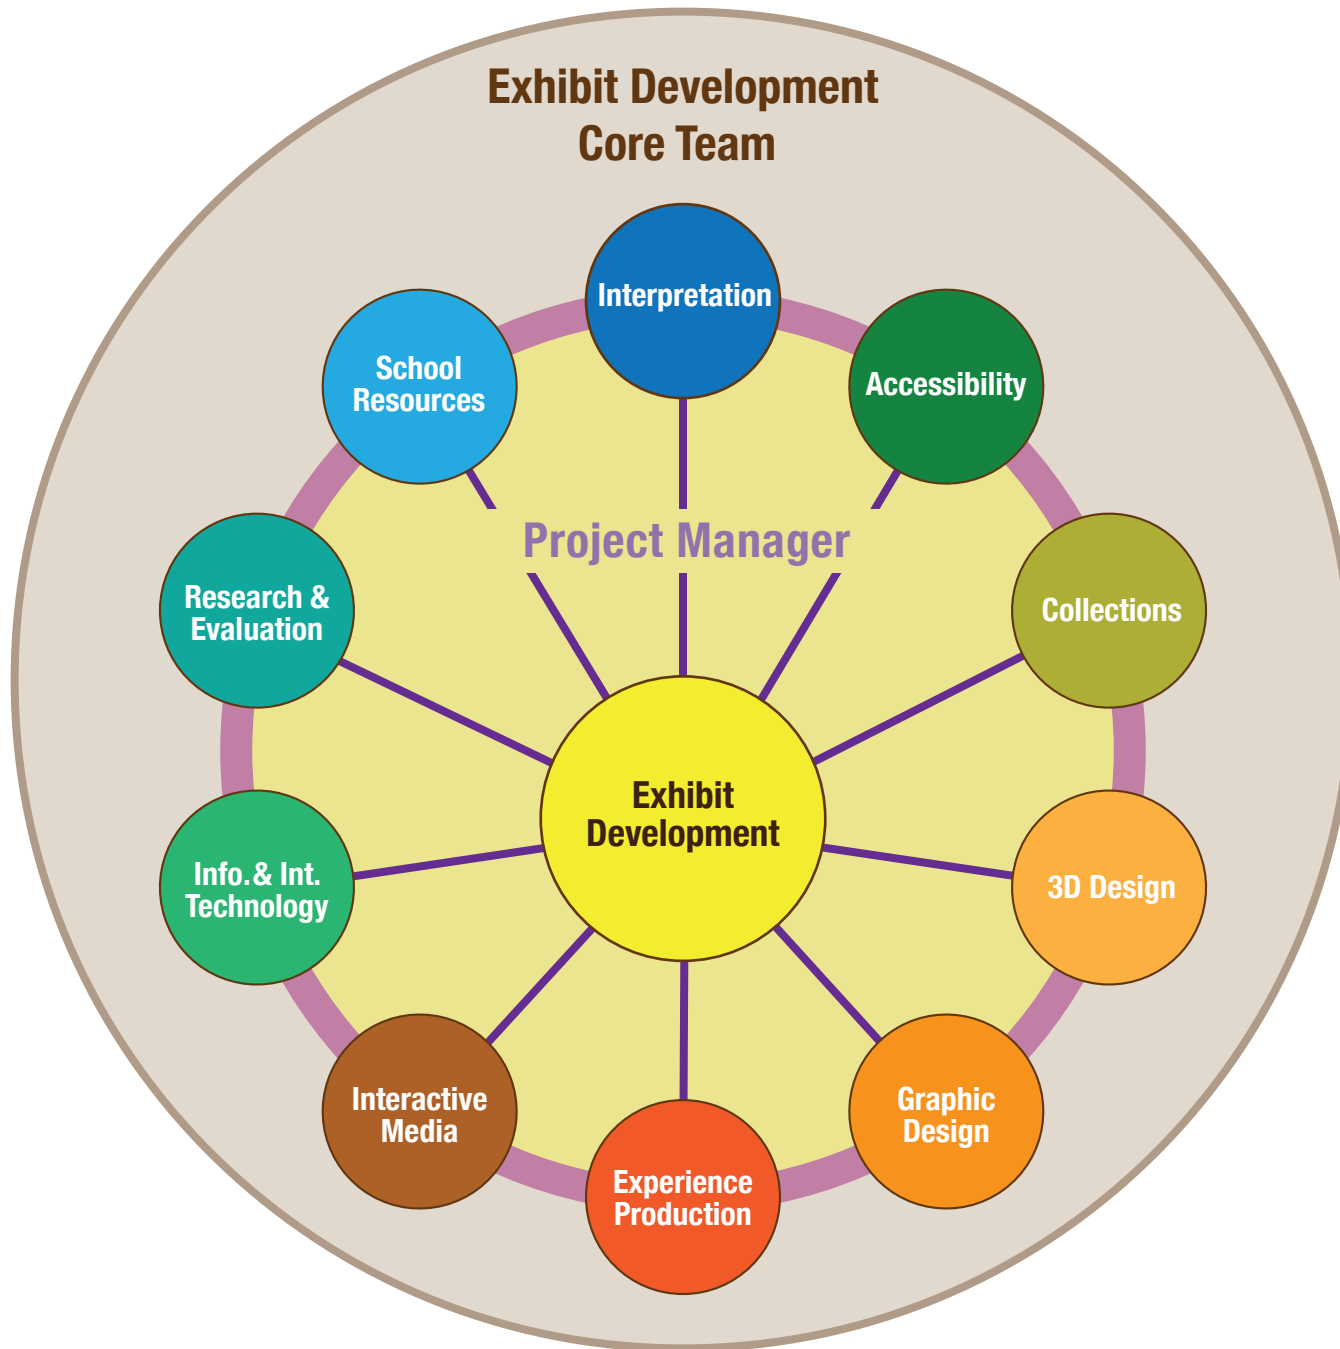 Exhibit Development
Core Team
Interpretation
School
Resources
Accessibility
Project Manager
Research &
Evaluation
Collections
Exhibit
Development
Info. & Int.
Technology
3D Design
Interactive
Media
Graphic
Design
Experience
Production